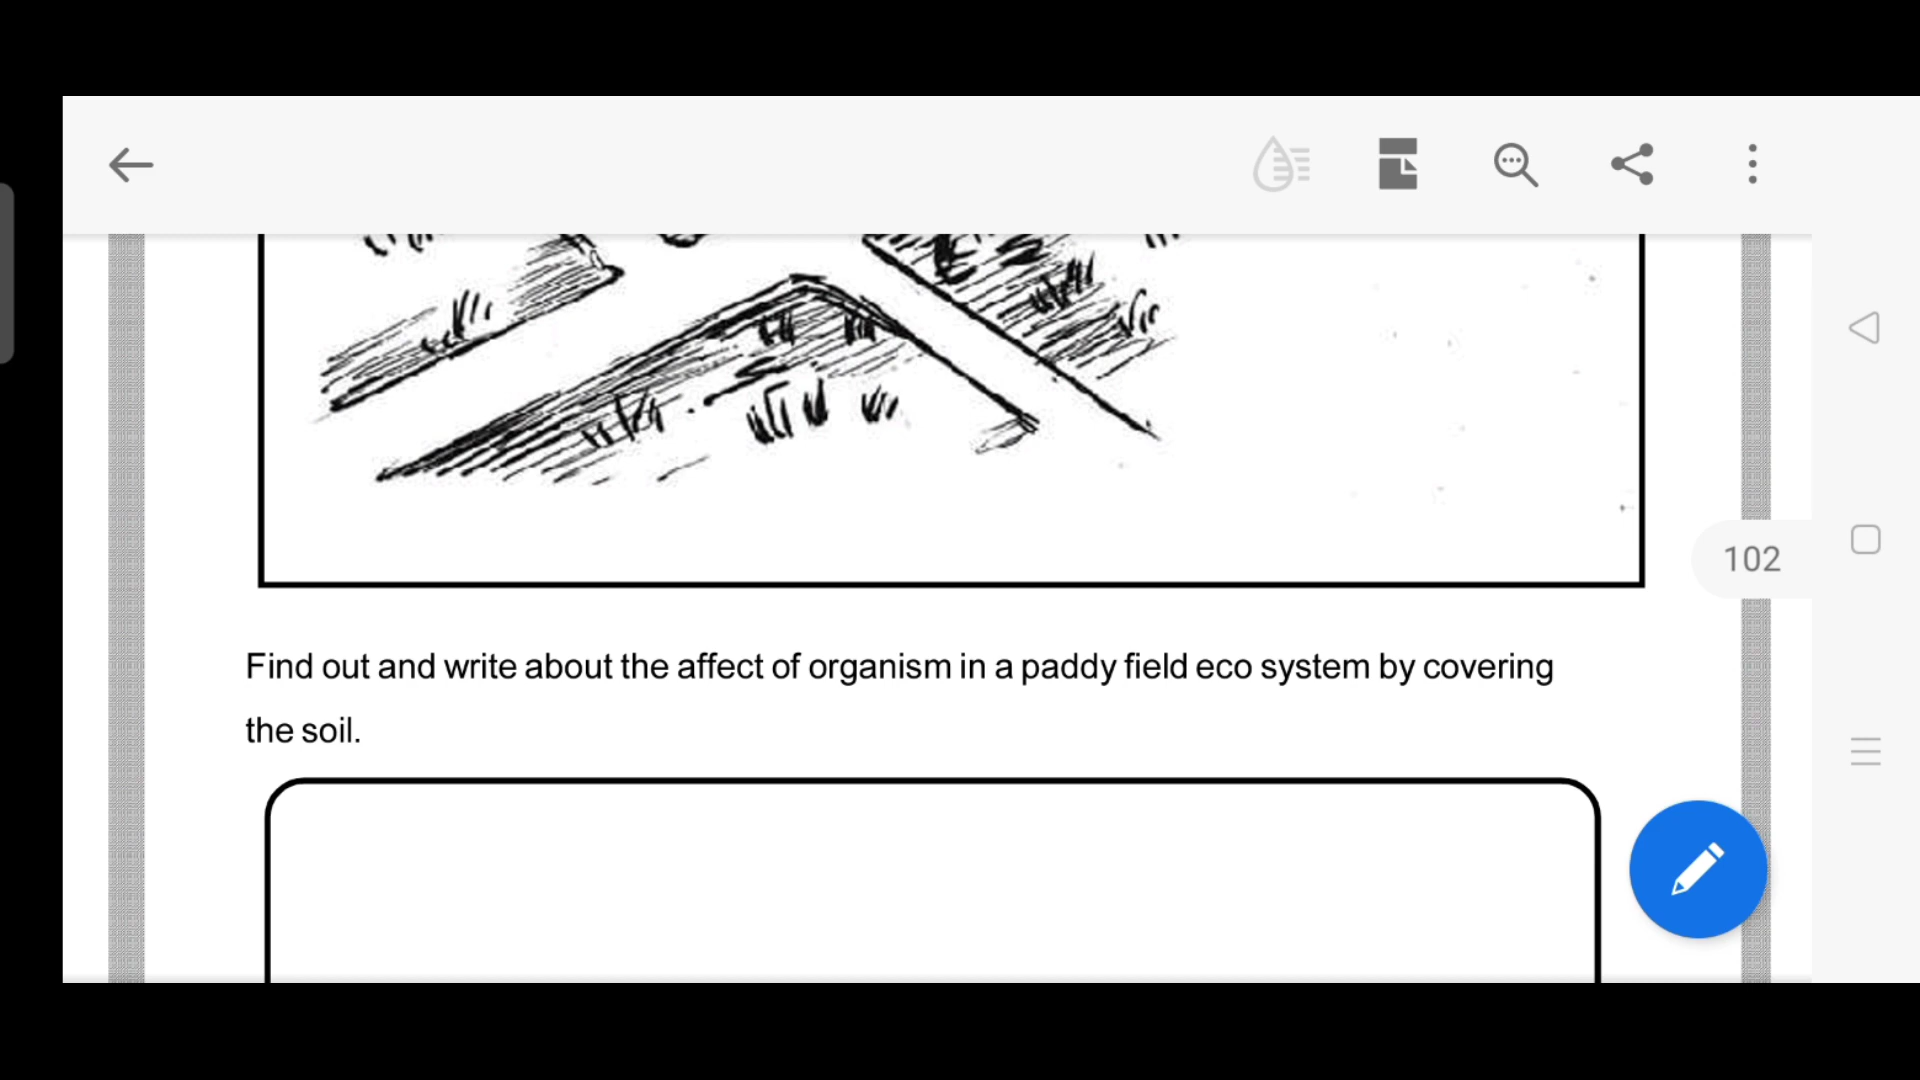 102
Find out and write about the affect of organism in a paddy field eco system by covering
the soil.